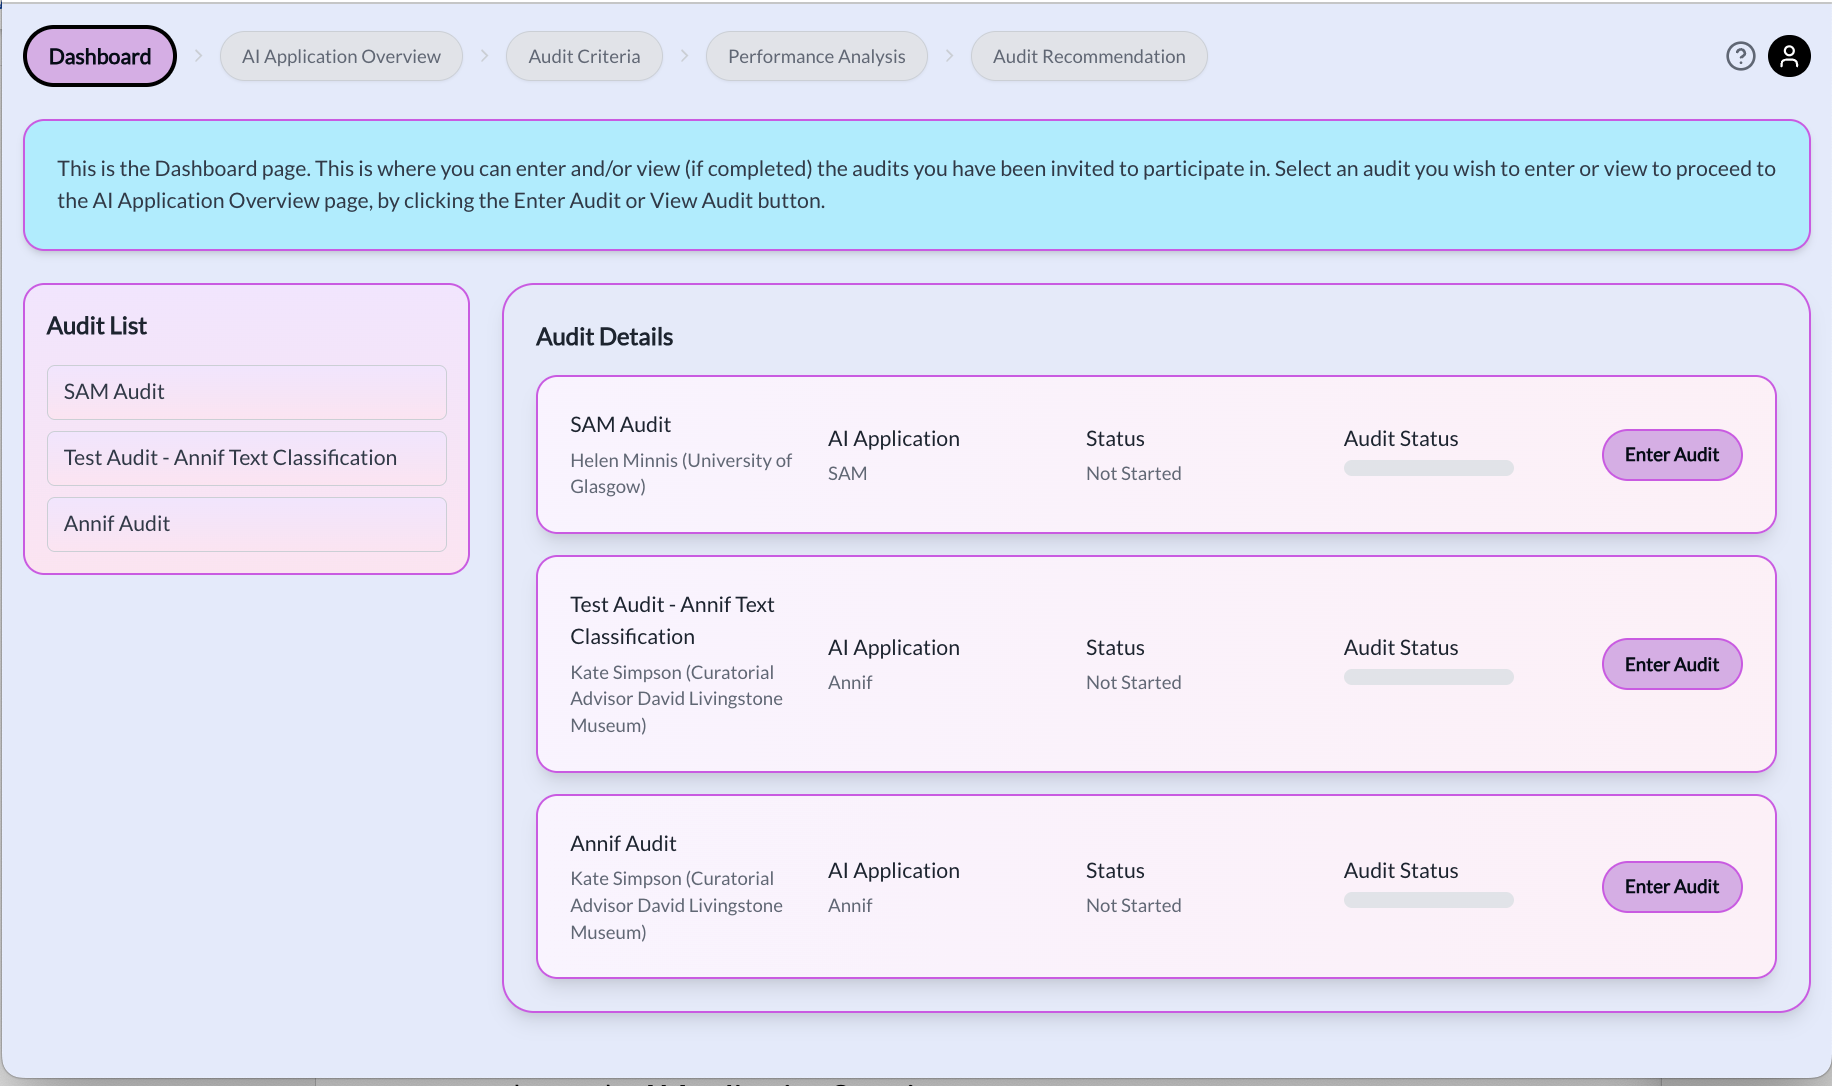 Dashboard
AI Application Overview
Audit Criteria
Performance Analysis
Audit Recommendation
This is the Dashboard page. This is where you can enter and/or view (if completed) the audits you have been invited to participate in. Select an audit you wish to enter or view to proceed to
the AI Application Overview page, by clicking the Enter Audit or View Audit button.
Audit List
SAM Audit
Test Audit - Annif Text Classification
Annif Audit
Audit Details
SAM Audit
Helen Minnis (University of
Glasgow)
AI Application
SAM
Status
Not Started
Audit Status
Enter Audit
Test Audit - Annif Text
Classification
Kate Simpson (Curatorial
Advisor David Livingstone
Museum)
AI Application
Annif
Status
Not Started
Audit Status
Enter Audit
Annif Audit
Kate Simpson (Curatorial
Advisor David Livingstone
Museum)
AI Application
Annif
Status
Not Started
Audit Status
Enter Audit